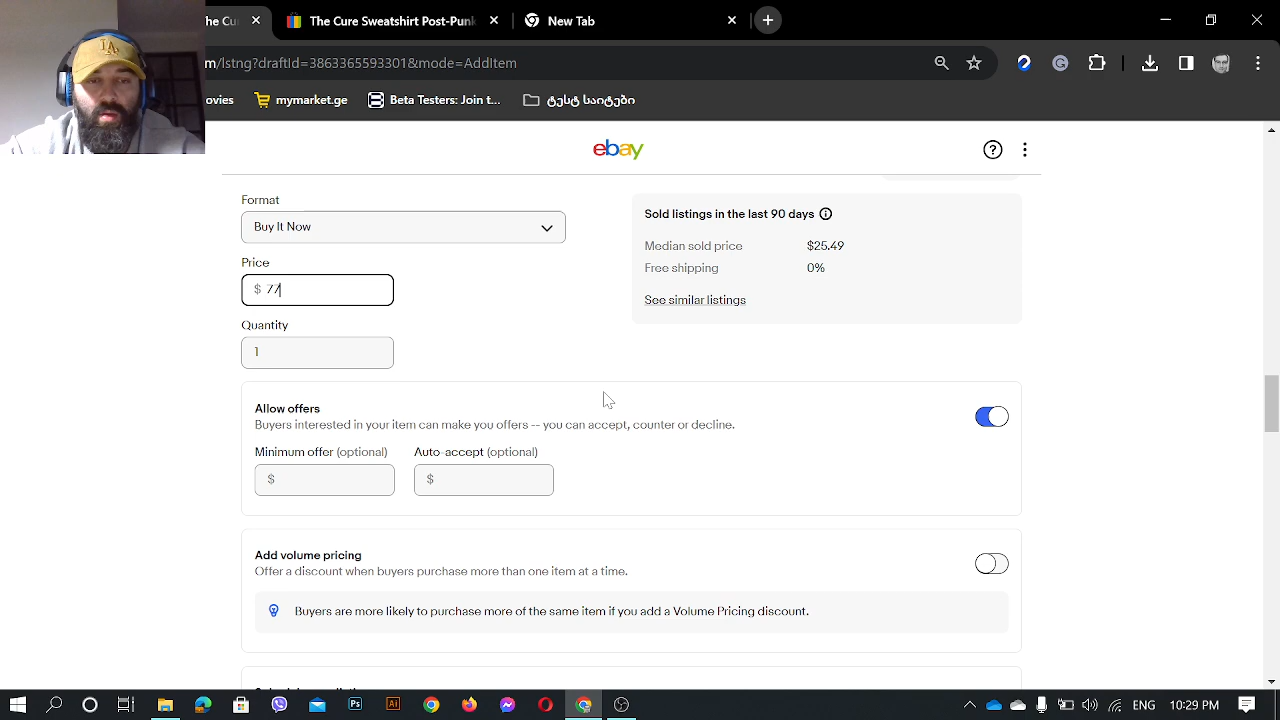 he Cu
The Cure Sweatshirt Post-Punk
New Tab
m/lstng?draftId=3863365593301&mode=AddItem
ovies
mymarket.ge
Beta Testers: Join t...
ტესტ საიტები
LA
ebay
Format
Buy It Now
Sold listings in the last 90 days
Median sold price $25.49
Free shipping 0%
See similar listings
Price
$ 77
Quantity
1
Allow offers
Buyers interested in your item can make you offers -- you can accept, counter or decline.
Minimum offer (optional) Auto-accept (optional)
$ $
Add volume pricing
Offer a discount when buyers purchase more than one item at a time.
Buyers are more likely to purchase more of the same item if you add a Volume Pricing discount.
Ps
Ai
ENG
10:29 PM